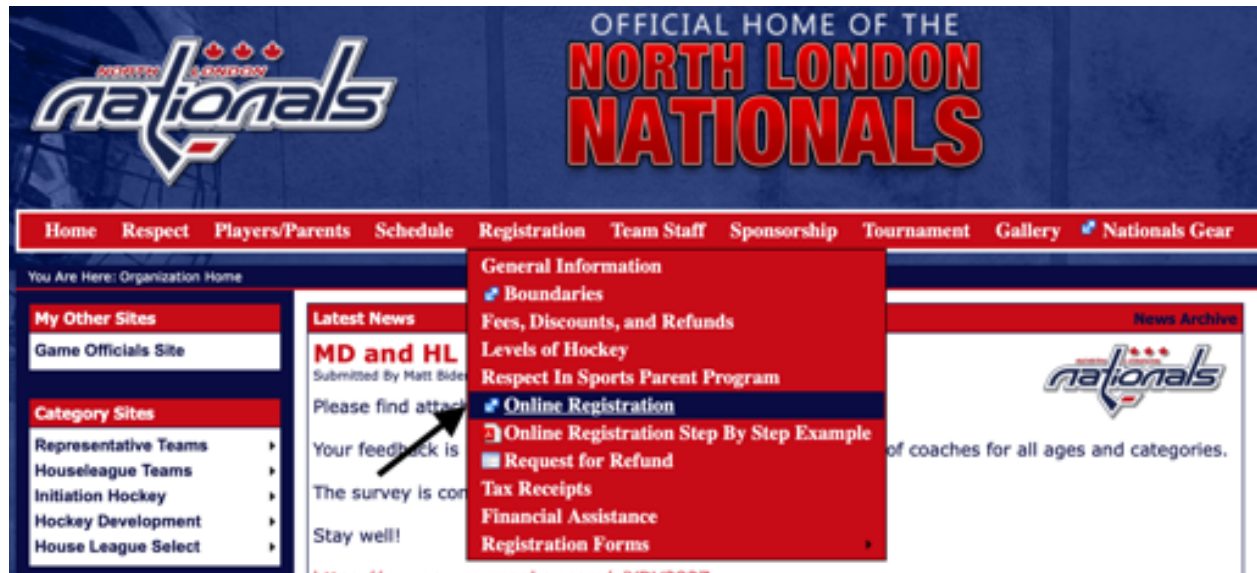 OFFICIAL HOME OF THE
NORTH LONDON
NATIONALS
NORTH LONDON
nationals
Home Respect Players/Parents Schedule Registration Team Staff Sponsorship Tournament Gallery Nationals Gear
You Are Here: Organization Home
General Information
Boundaries
Fees, Discounts, and Refunds
Levels of Hockey
Respect In Sports Parent Program
Online Registration
Online Registration Step By Step Example
Request for Refund
Tax Receipts
Financial Assistance
Registration Forms
My Other Sites
Game Officials Site
Category Sites
Representative Teams
Houseleague Teams
Initiation Hockey
Hockey Development
House League Select
Latest News
News Archive
MD and HL
Submitted By Matt
Please find
nationals
Your feedback is of coaches for all ages and categories.
The survey is
Stay well!